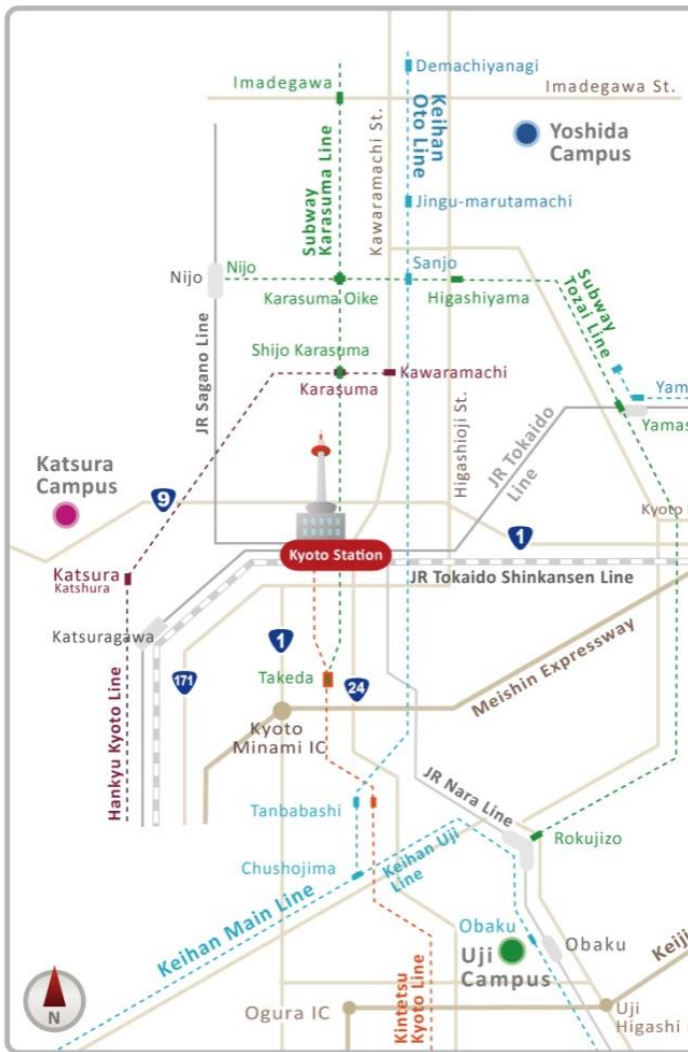 Imadegawa
Demachiyanagi
Imadegawa St.
Keihan
Oto Line
Yoshida
Campus
Subway
Karasuma Line
Kawaramachi St.
Jingu-marutamachi
Nijo
Nijo
Sanjo
Karasuma Oike
Higashiyama
Subway
Tozai Line
Shijo Karasuma
Karasuma
Kawaramachi
JR Sagano Line
Higashioji St.
JR Tokaido
Line
Yam
Yamas
Katsura
Campus
9
Kyoto
1
Kyoto Station
JR Tokaido Shinkansen Line
Katsura
Katshura
Katsuragawa
1
171
Takeda
24
Meishin Expressway
Kyoto
Minami IC
Hankyu Kyoto Line
JR Nara Line
Tanbabashi
Rokujizo
Chushojima
Keihan Uji
Line
Keihan Main Line
Obaku
Obaku
Uji
Campus
Keiji
Kintetsu
Kyoto Line
Ogura IC
Uji
Higashi
N